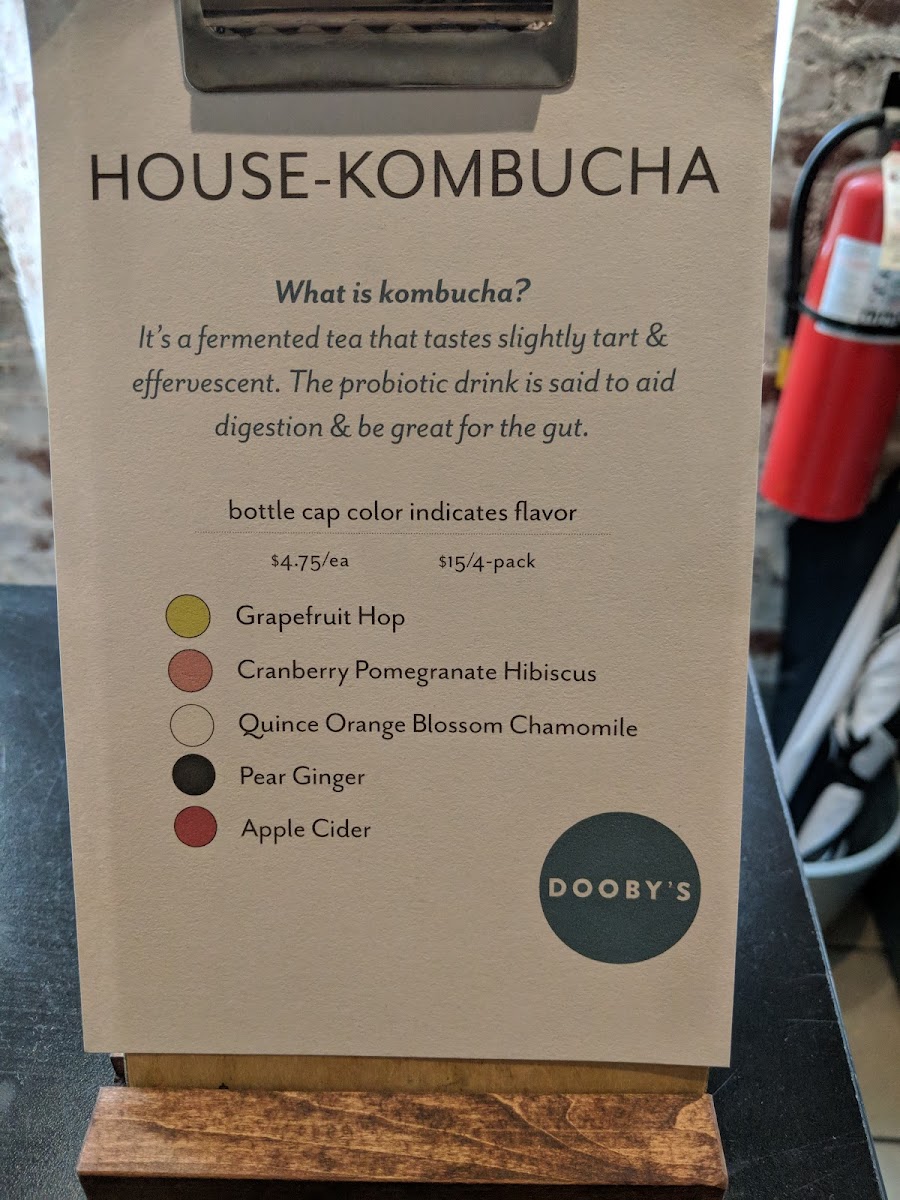 HOUSE-KOMBUCHA
What is kombucha?
It's a fermented tea that tastes slightly tart &
effervescent. The probiotic drink is said to aid
digestion & be great for the gut.
bottle cap color indicates flavor
$4.75/ea $15/4-pack
Grapefruit Hop
Cranberry Pomegranate Hibiscus
Quince Orange Blossom Chamomile
Pear Ginger
Apple Cider
DOOBY'S